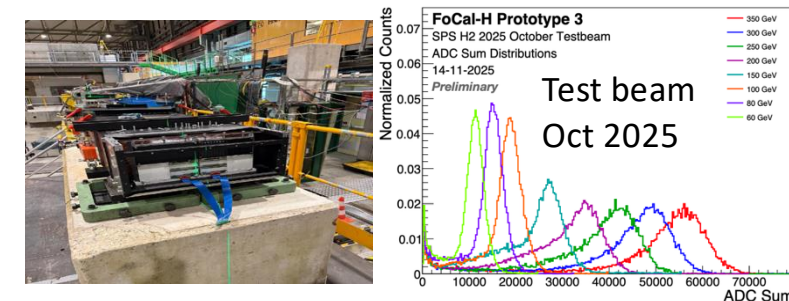 FoCal-H Prototype 3
SPS H2 2025 October Testbeam
ADC Sum Distributions
14-11-2025
Preliminary
Test beam
Oct 2025
350 GeV
300 GeV
250 GeV
200 GeV
150 GeV
100 GeV
80 GeV
60 GeV
Normalized Counts
0.07
0.06
0.05
0.04
0.03
0.02
0.01
0
0 10000 20000 30000 40000 50000 60000 70000
ADC Sum